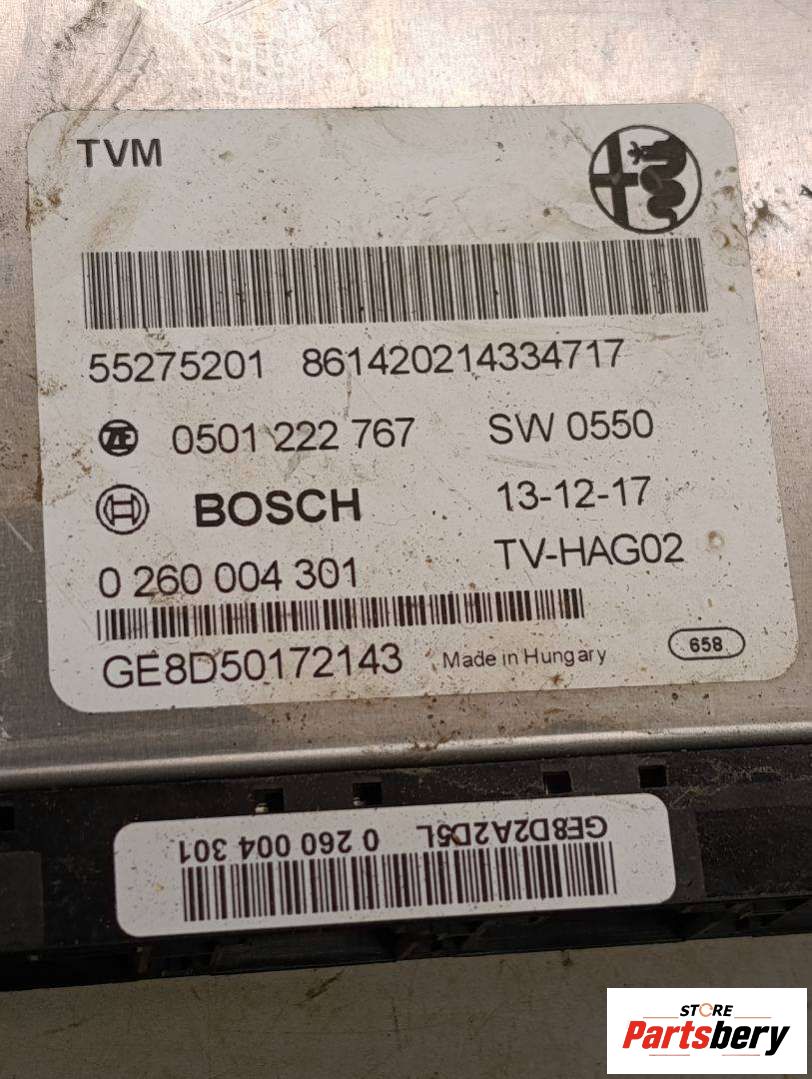 TVM
55275201 861420214334717
ZF 0501 222 767 SW 0550
BOSCH 13-12-17
0 260 004 301 TV-HAG02
GE8D50172143 Made in Hungary 658
GE8D2A2D5L 0 260 004 301
STORE
Partsbery